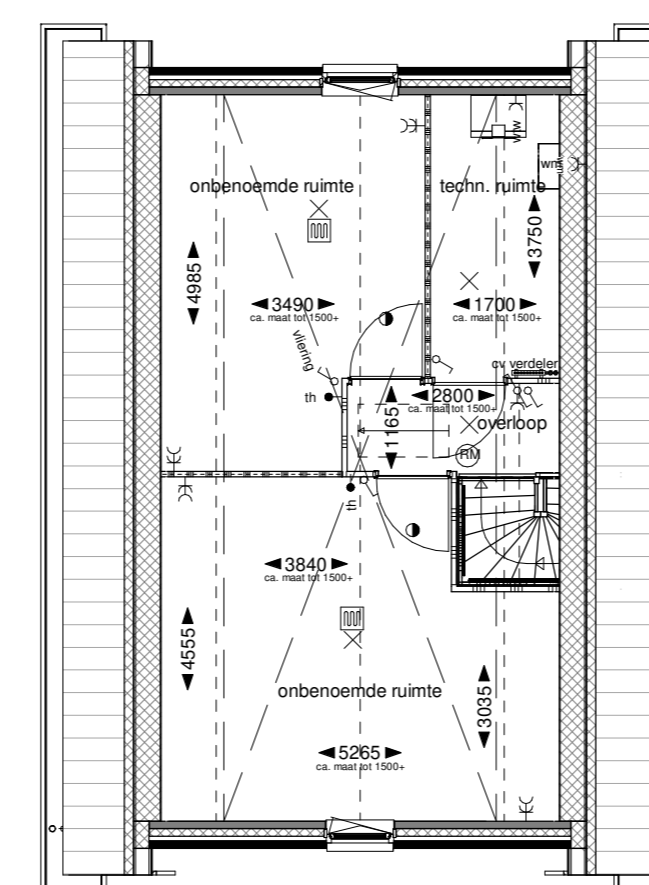 onbenoemde ruimte
techn. ruimte
wtw
wm
3750
4985
3490
ca. maat tot 1500+
1700
ca. maat tot 1500+
vliering
cv verdeler
th
2800
ca. maat tot 1500+
1165
overloop
RM
th
3840
ca. maat tot 1500+
4555
onbenoemde ruimte
3035
5265
ca. maat tot 1500+